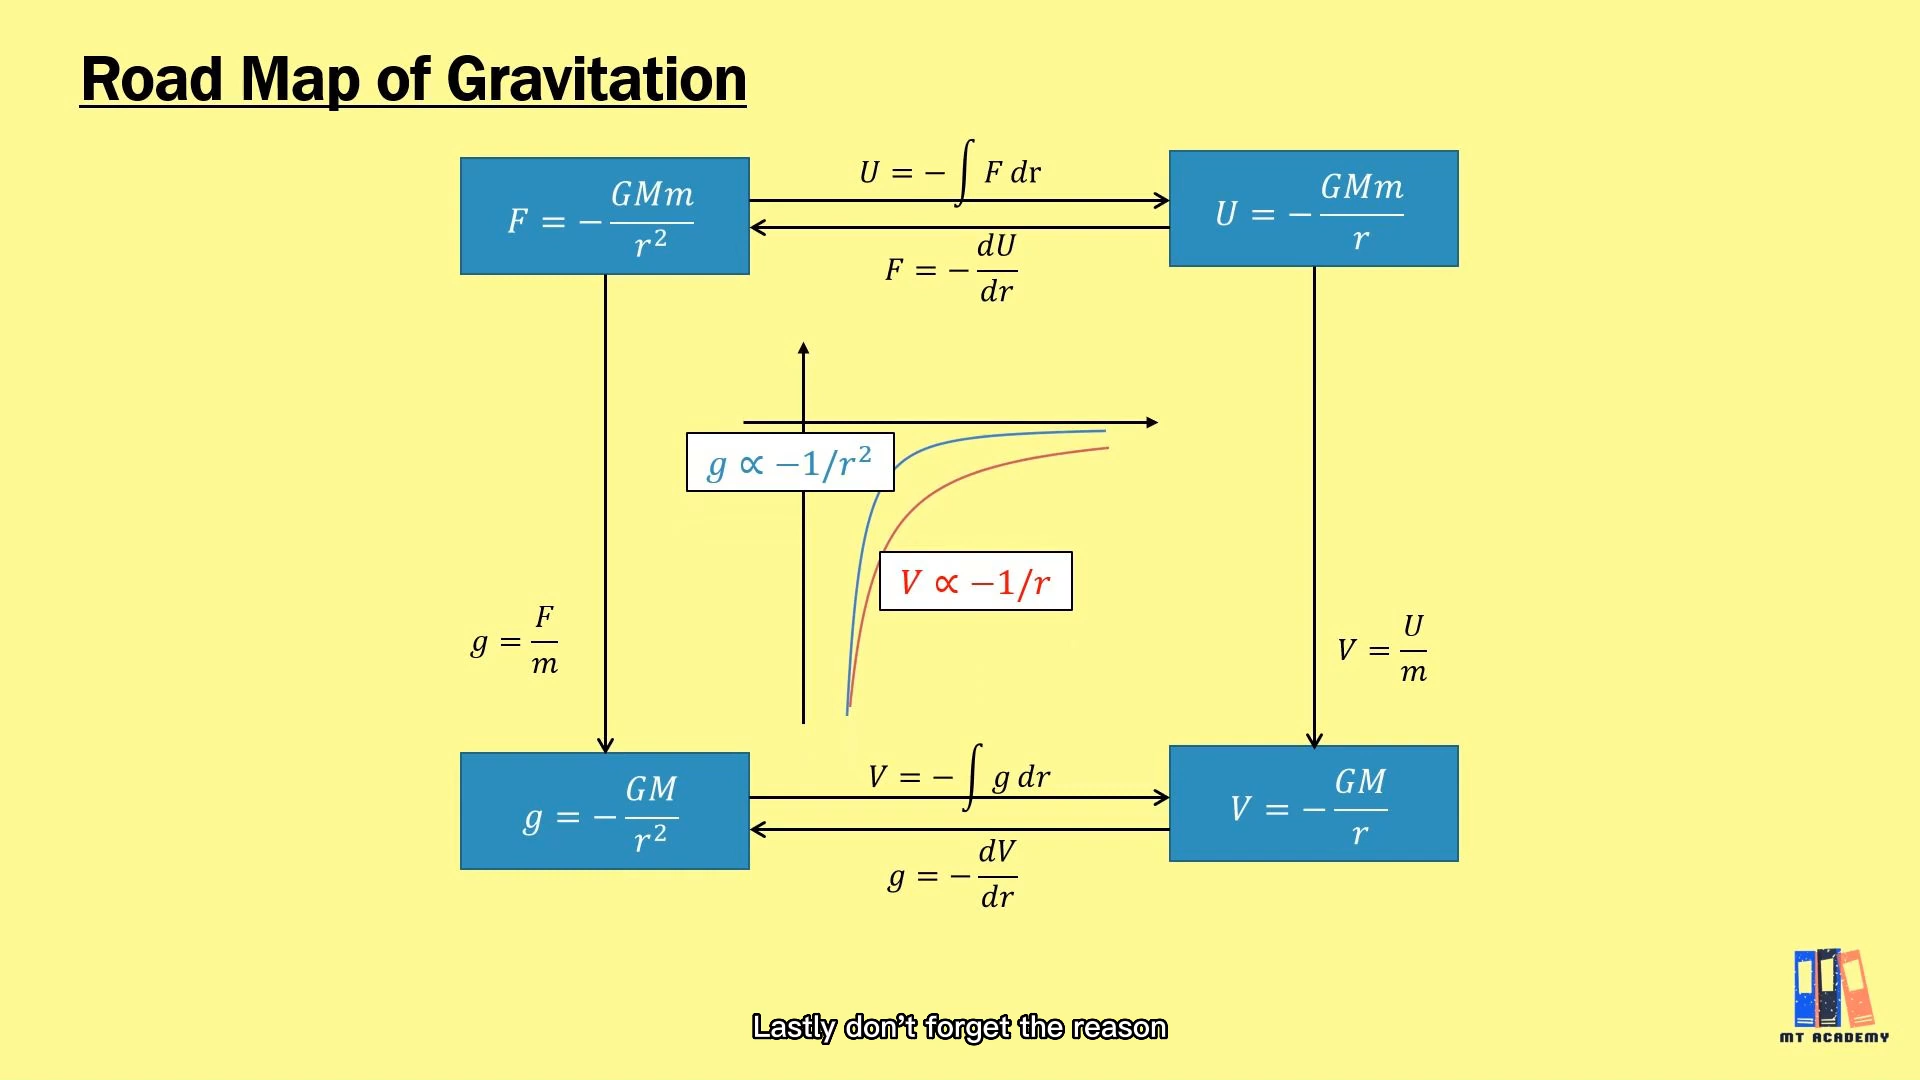 Road Map of Gravitation
U = −∫ F dr
F = −GMm/r²
U = −GMm/r
F = −dU/dr
g ∝ −1/r²
V ∝ −1/r
g = F/m
V = U/m
V = −∫ g dr
g = −GM/r²
V = −GM/r
g = −dV/dr
Lastly don't forget the reason
MT ACADEMY